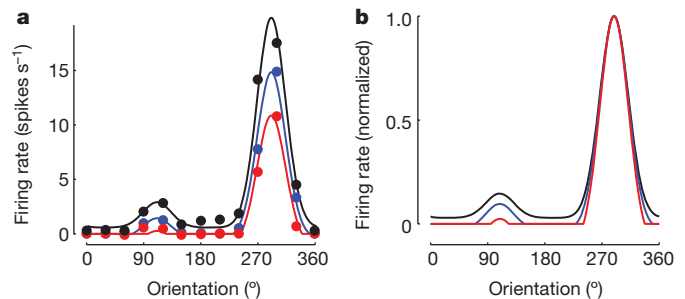 a
Firing rate (spikes s⁻¹)
15
10
5
0
0 90 180 270 360
Orientation (º)
b
Firing rate (normalized)
1.0
0.5
0
0 90 180 270 360
Orientation (º)